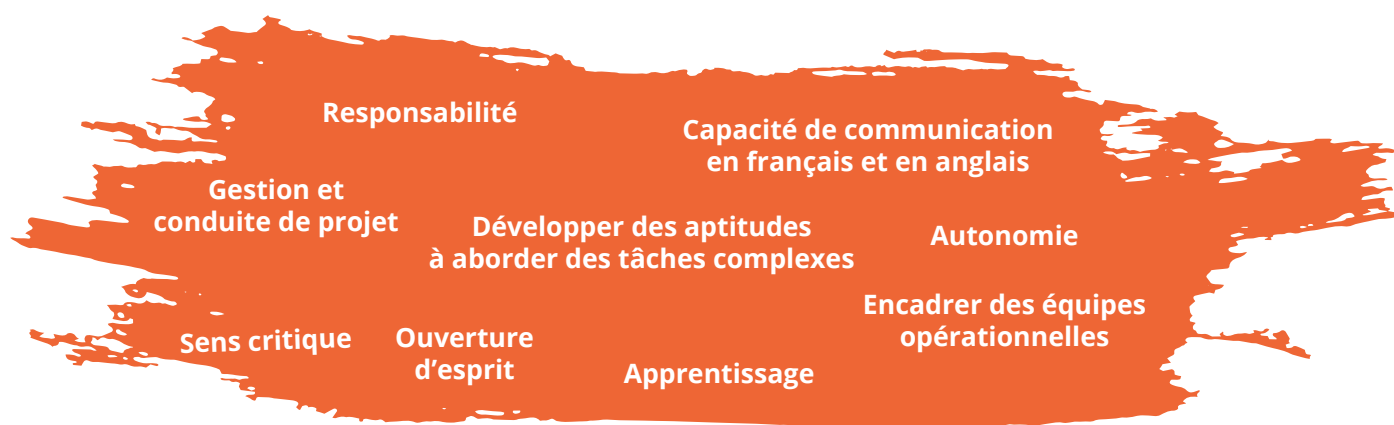 Responsabilité
Capacité de communication
en français et en anglais
Gestion et
conduite de projet
Développer des aptitudes
à aborder des tâches complexes
Autonomie
Encadrer des équipes
opérationnelles
Sens critique
Ouverture
d’esprit
Apprentissage